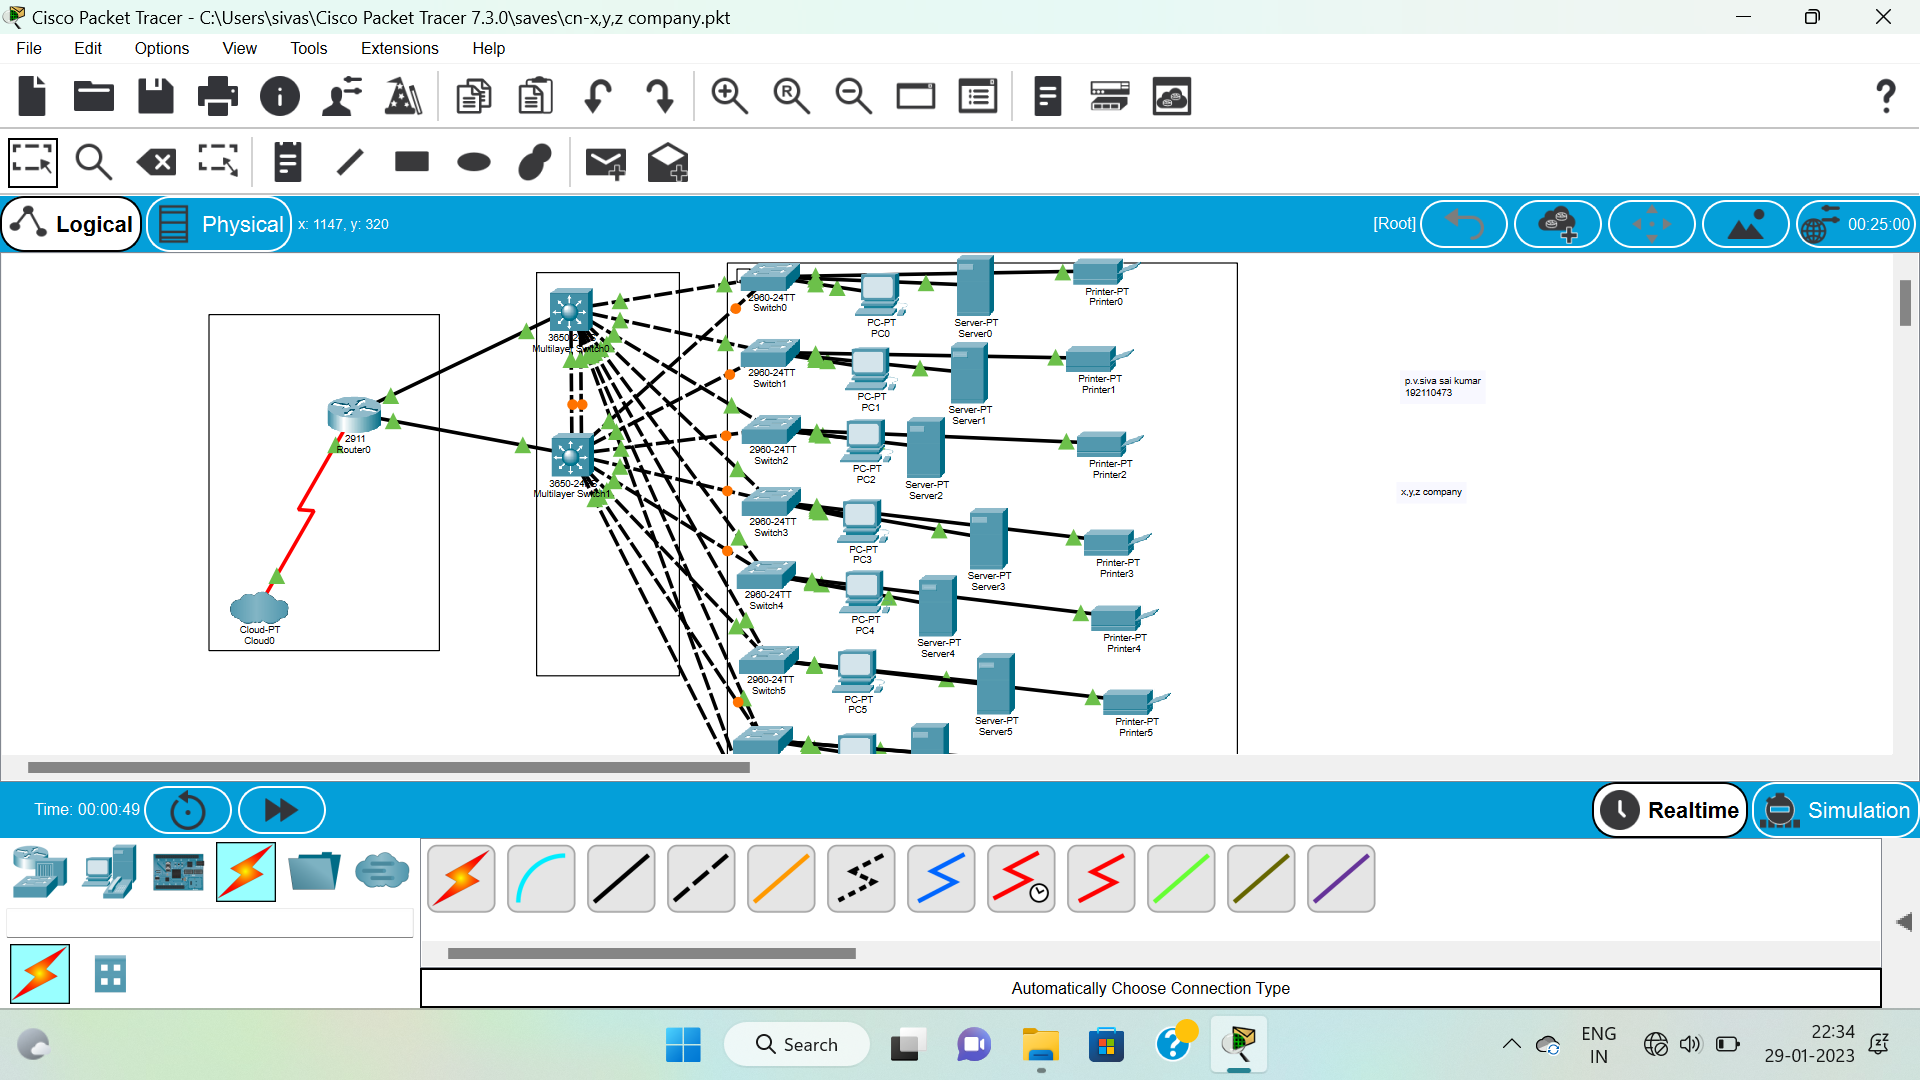 Cisco Packet Tracer - C:\Users\sivas\Cisco Packet Tracer 7.3.0\saves\cn-x,y,z company.pkt
File Edit Options View Tools Extensions Help
Logical Physical x: 1147, y: 320 [Root] 00:25:00
2960-24TT
Switch0
PC-PT
PC0
Server-PT
Server0
Printer-PT
Printer0
Multilayer Switch0
2960-24TT
Switch1
PC-PT
PC1
Server-PT
Server1
Printer-PT
Printer1
p.v.siva sai kumar
192110473
2911
Router0
2960-24TT
Switch2
PC-PT
PC2
Server-PT
Server2
Printer-PT
Printer2
Multilayer Switch1
x,y,z company
2960-24TT
Switch3
PC-PT
PC3
Server-PT
Server3
Printer-PT
Printer3
2960-24TT
Switch4
PC-PT
PC4
Server-PT
Server4
Printer-PT
Printer4
Cloud-PT
Cloud0
2960-24TT
Switch5
PC-PT
PC5
Server-PT
Server5
Printer-PT
Printer5
Time: 00:00:49 Realtime Simulation
Automatically Choose Connection Type
Search
ENG
IN
22:34
29-01-2023